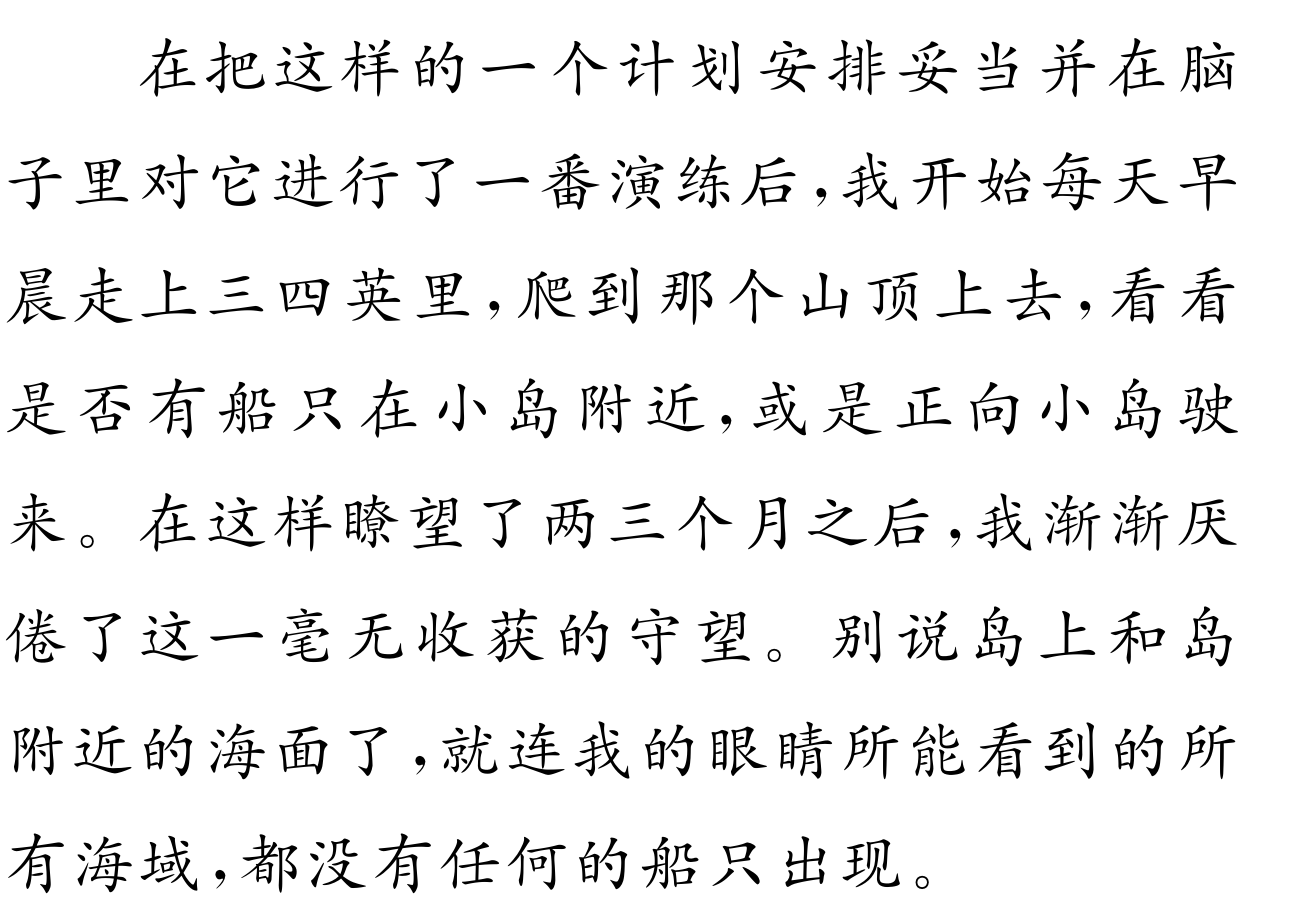 在把这样的一个计划安排妥当并在脑
子里对它进行了一番演练后,我开始每天早
晨走上三四英里,爬到那个山顶上去,看看
是否有船只在小岛附近,或是正向小岛驶
来。在这样瞭望了两三个月之后,我渐渐厌
倦了这一毫无收获的守望。别说岛上和岛
附近的海面了,就连我的眼睛所能看到的所
有海域,都没有任何的船只出现。